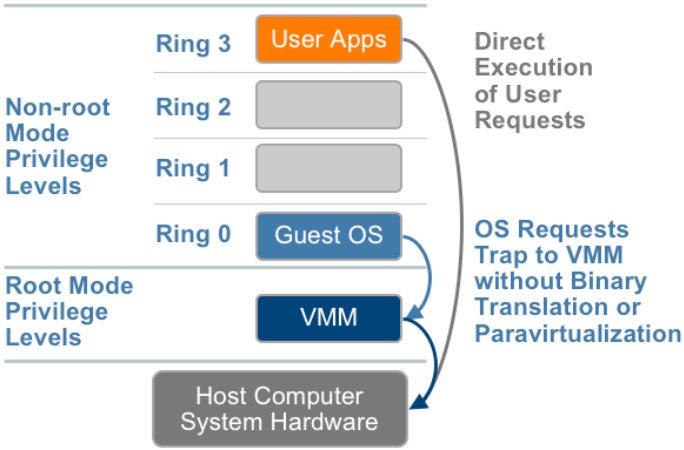 Ring 3
User Apps
Direct
Execution
of User
Requests
Non-root
Mode
Privilege
Levels
Ring 2
Ring 1
Ring 0
Guest OS
OS Requests
Trap to VMM
without Binary
Translation or
Paravirtualization
Root Mode
Privilege
Levels
VMM
Host Computer
System Hardware